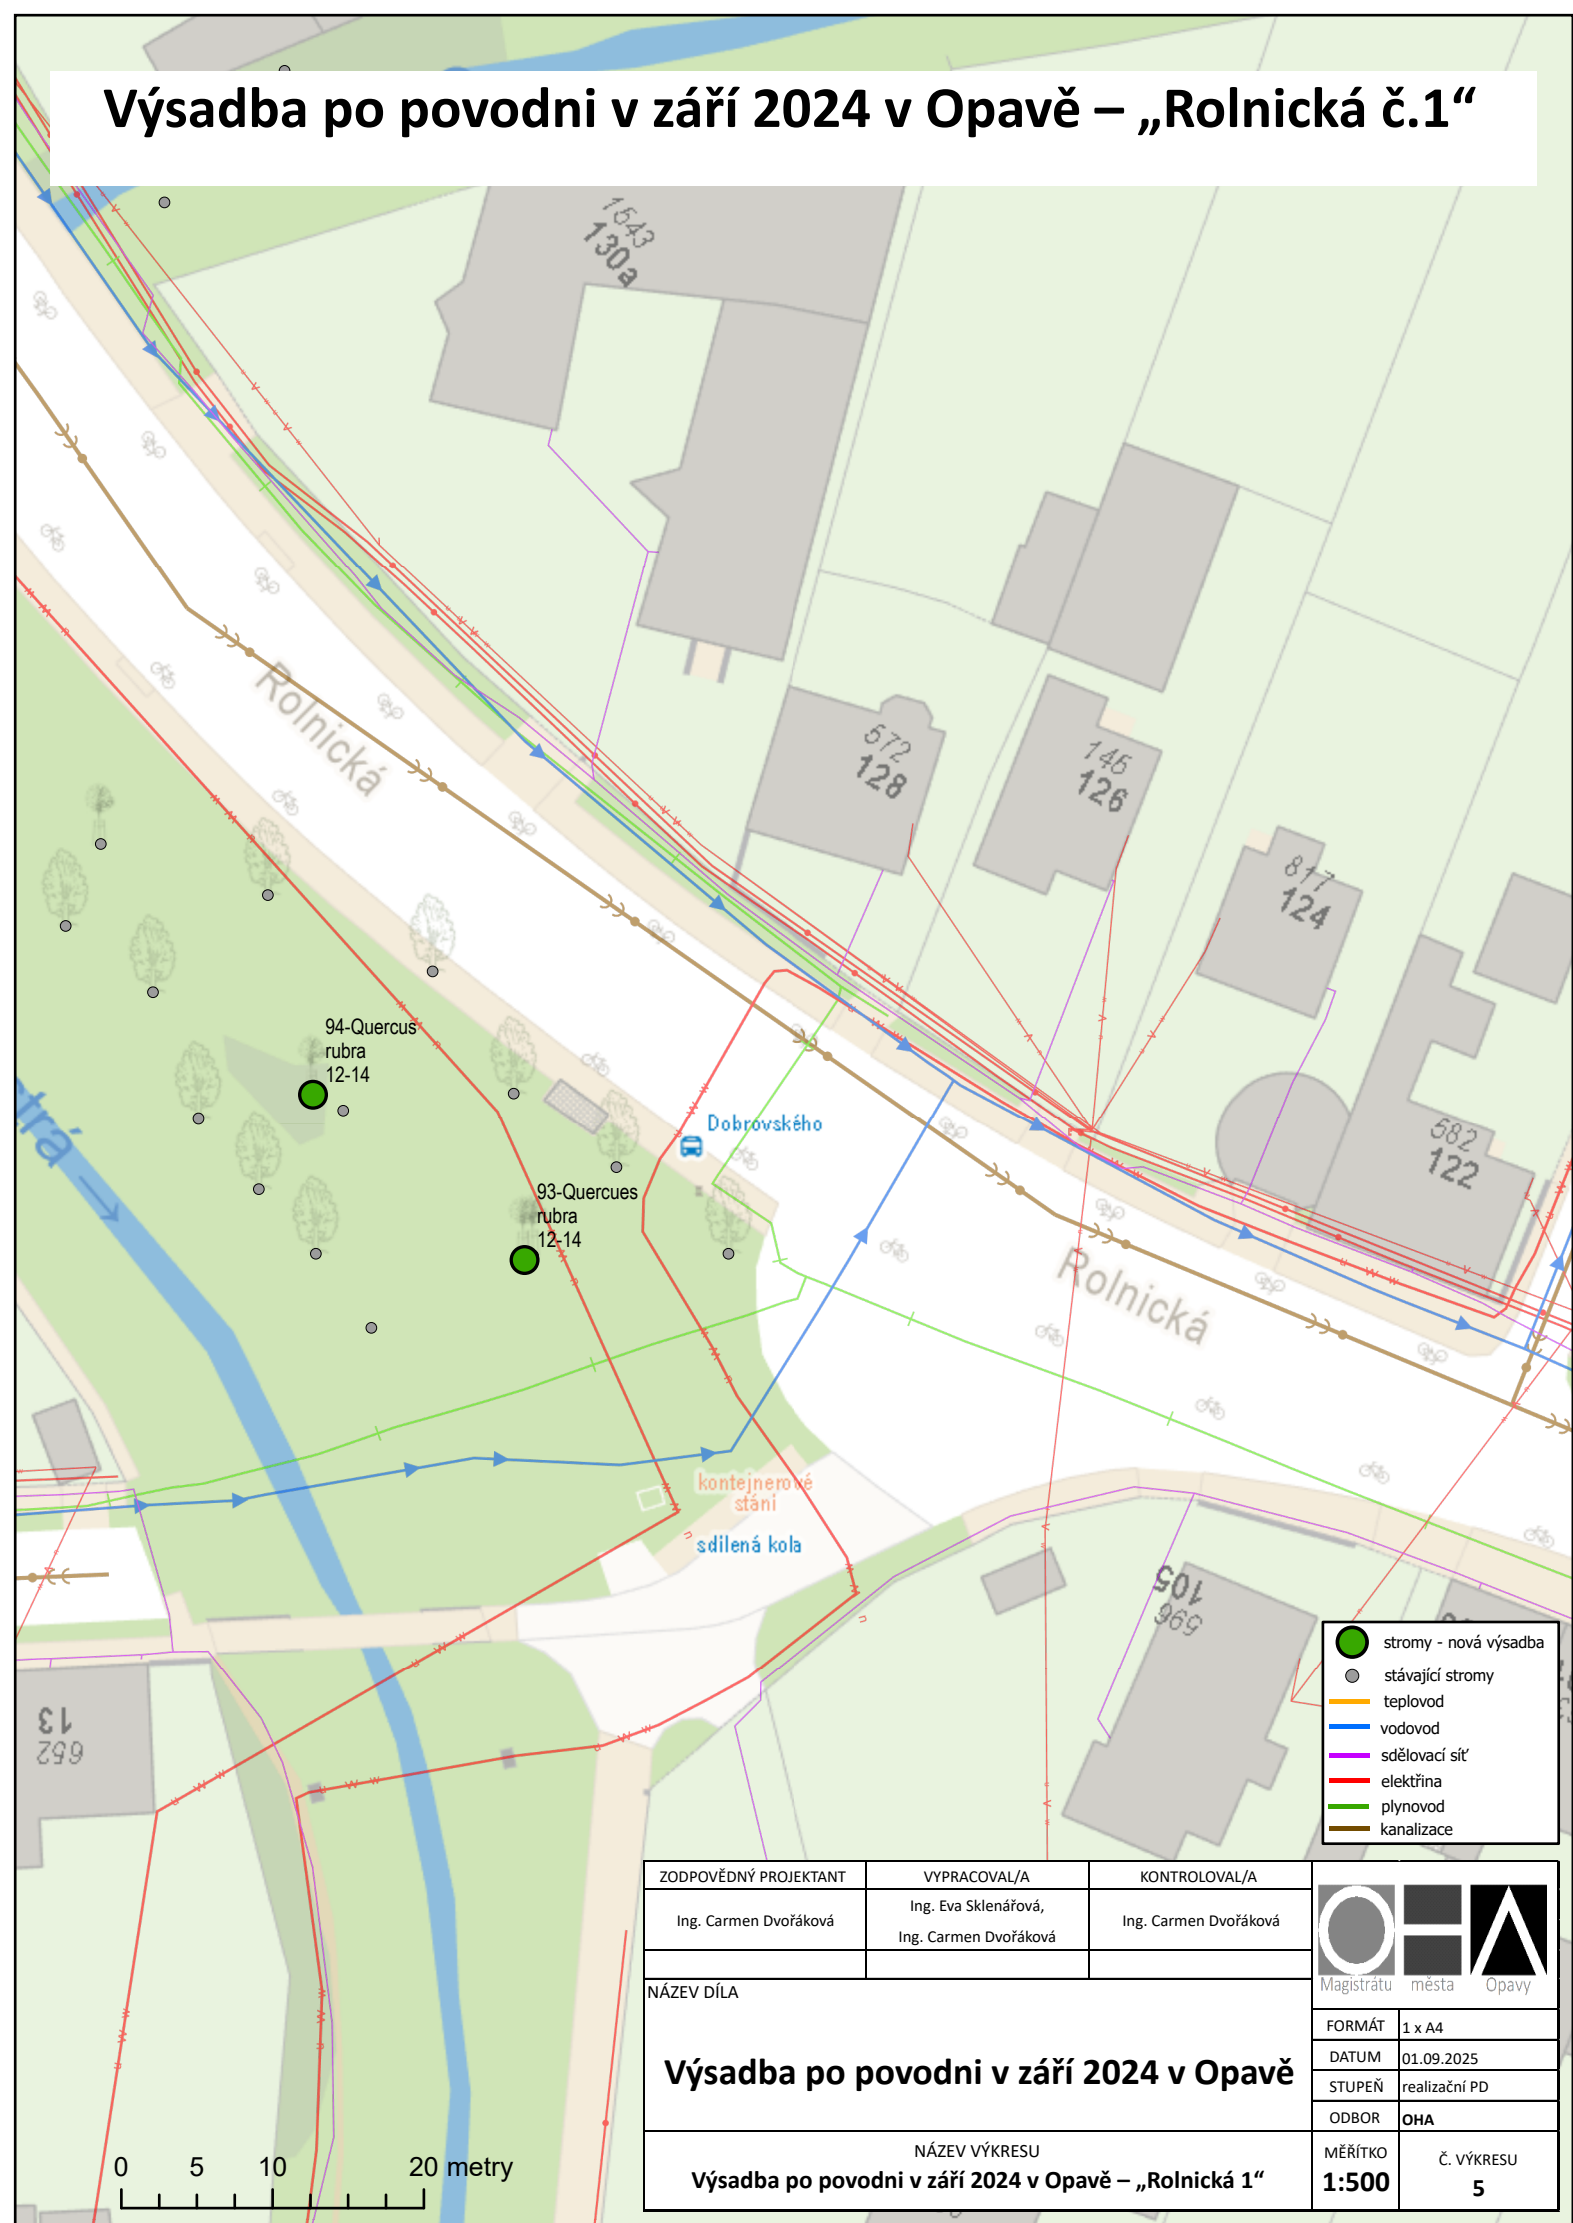 Výsadba po povodni v září 2024 v Opavě – „Rolnická č.1“
1643
130a
Rolnická
572
128
146
126
817
124
94-Quercus
rubra
12-14
trá
Dobrovského
582
122
93-Quercues
rubra
12-14
Rolnická
kontejnerové
stání
sdílená kola
105
596
13
652
stromy - nová výsadba
stávající stromy
teplovod
vodovod
sdělovací síť
elektřina
plynovod
kanalizace
ZODPOVĚDNÝ PROJEKTANT
VYPRACOVAL/A
KONTROLOVAL/A
Ing. Carmen Dvořáková
Ing. Eva Sklenářová,
Ing. Carmen Dvořáková
Ing. Carmen Dvořáková
Magistrátu města Opavy
NÁZEV DÍLA
Výsadba po povodni v září 2024 v Opavě
FORMÁT 1 x A4
DATUM 01.09.2025
STUPEŇ realizační PD
ODBOR OHA
NÁZEV VÝKRESU
Výsadba po povodni v září 2024 v Opavě – „Rolnická 1“
MĚŘÍTKO
1:500
Č. VÝKRESU
5
0 5 10 20 metry